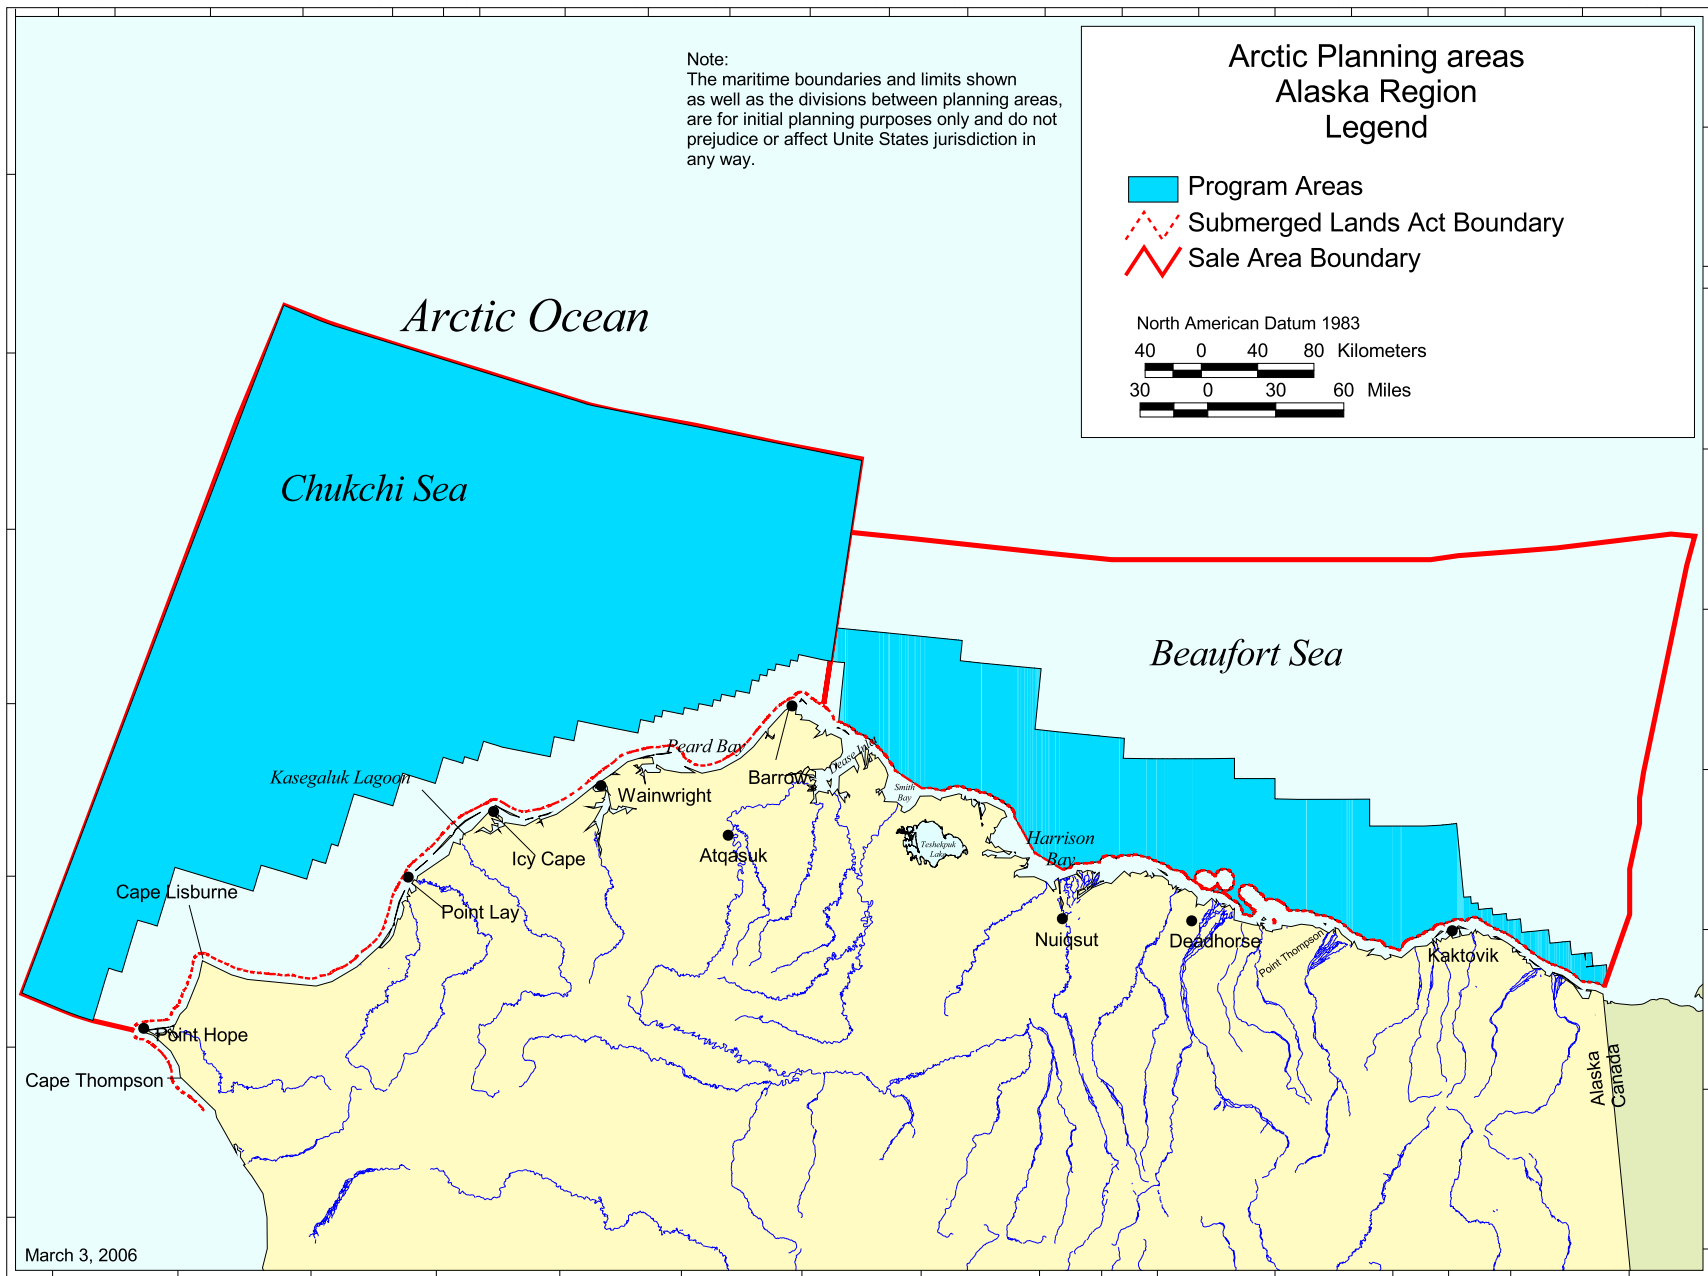 Note:
The maritime boundaries and limits shown
as well as the divisions between planning areas,
are for initial planning purposes only and do not
prejudice or affect Unite States jurisdiction in
any way.
Arctic Planning areas
Alaska Region
Legend
Program Areas
Submerged Lands Act Boundary
Sale Area Boundary
North American Datum 1983
40 0 40 80 Kilometers
30 0 30 60 Miles
Arctic Ocean
Chukchi Sea
Beaufort Sea
Peard Bay
Kasegaluk Lagoon
Barrow
Dease Inlet
Smith
Bay
Wainwright
Icy Cape
Atqasuk
Teshekpuk
Lake
Harrison
Bay
Cape Lisburne
Point Lay
Nuiqsut
Deadhorse
Point Thompson
Kaktovik
Point Hope
Cape Thompson
Alaska
Canada
March 3, 2006